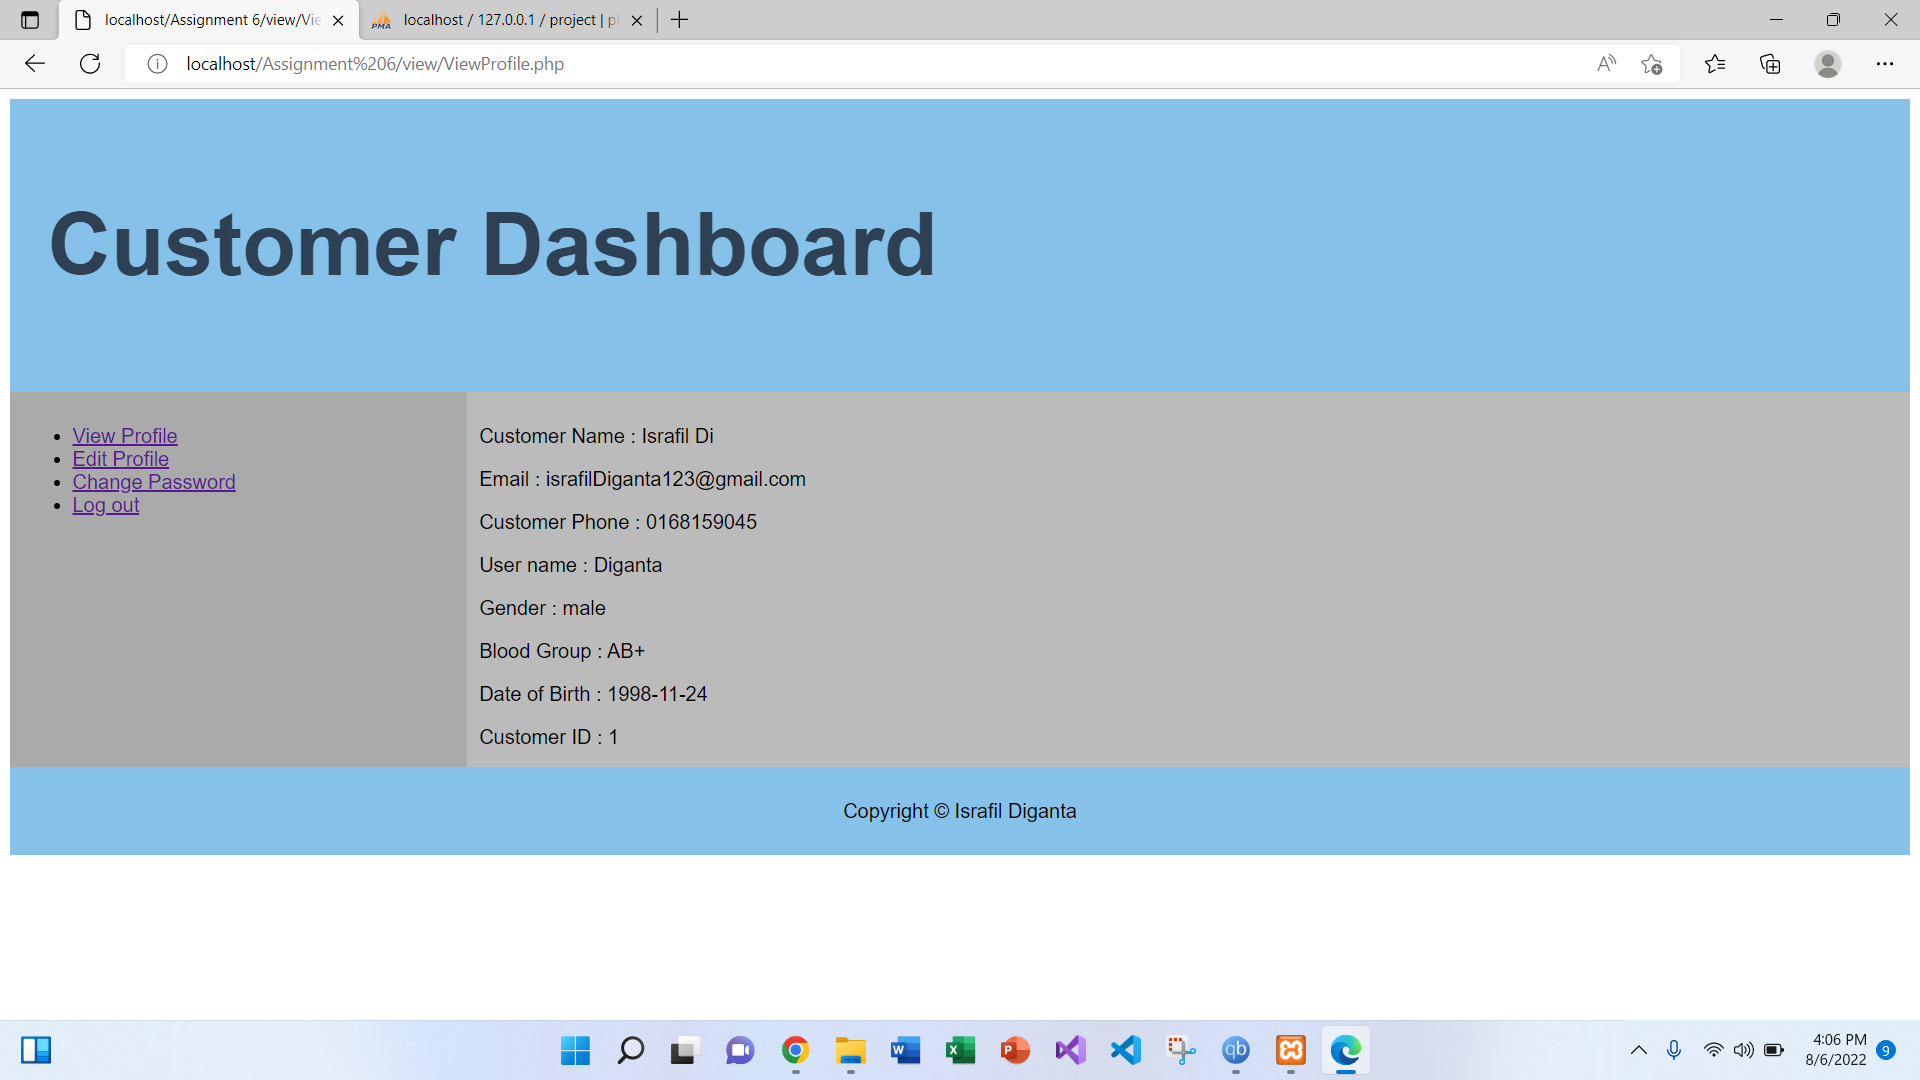 localhost/Assignment 6/view/Vie
localhost / 127.0.0.1 / project | p
localhost/Assignment%206/view/ViewProfile.php
Customer Dashboard
View Profile
Edit Profile
Change Password
Log out
Customer Name : Israfil Di
Email : israfilDiganta123@gmail.com
Customer Phone : 0168159045
User name : Diganta
Gender : male
Blood Group : AB+
Date of Birth : 1998-11-24
Customer ID : 1
Copyright © Israfil Diganta
4:06 PM
8/6/2022
9